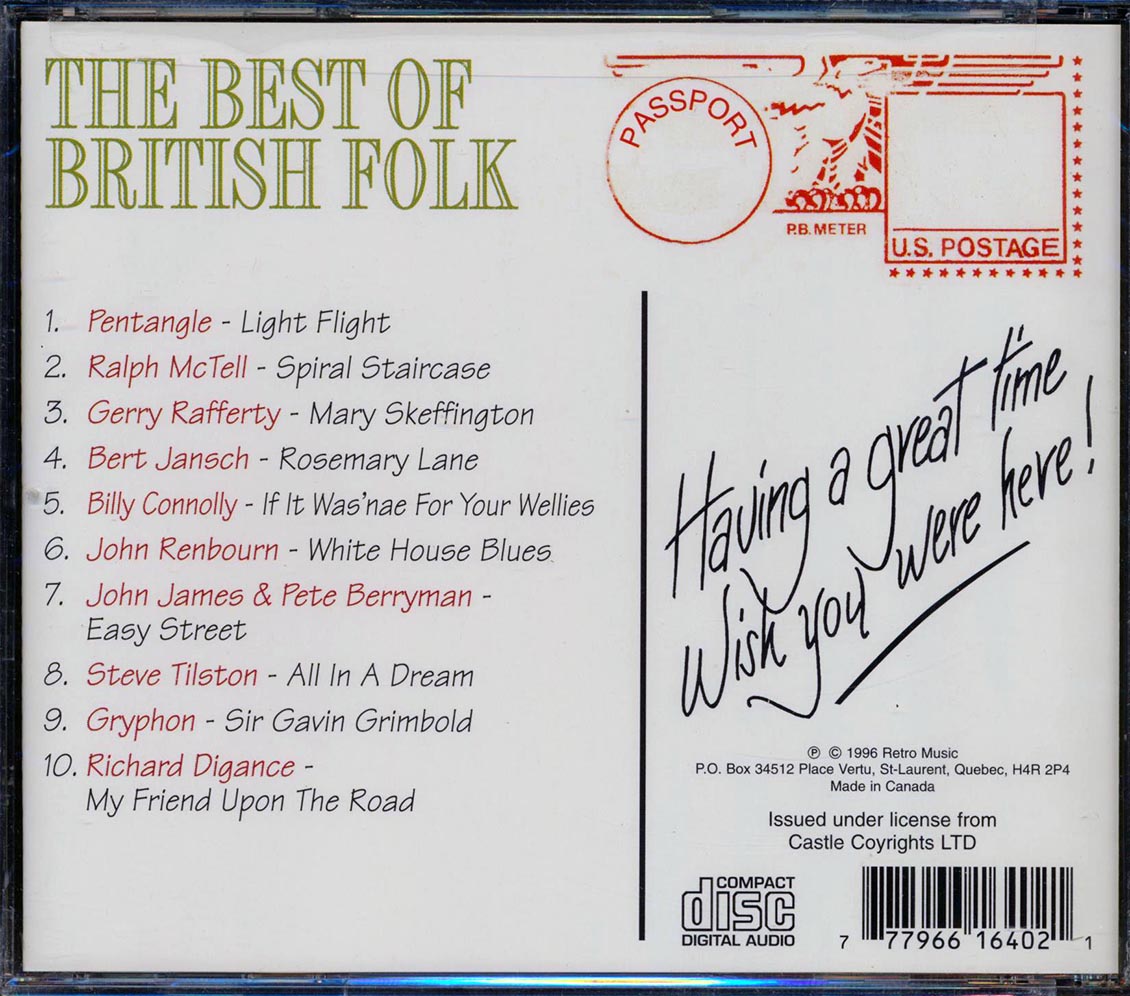 THE BEST OF
BRITISH FOLK
PASSPORT
P.B. METER
U.S. POSTAGE
1. Pentangle - Light Flight
2. Ralph McTell - Spiral Staircase
3. Gerry Rafferty - Mary Skeffington
4. Bert Jansch - Rosemary Lane
5. Billy Connolly - If It Was'nae For Your Wellies
6. John Renbourn - White House Blues
7. John James & Pete Berryman -
Easy Street
8. Steve Tilston - All In A Dream
9. Gryphon - Sir Gavin Grimbold
10. Richard Digance -
My Friend Upon The Road
Having a great time
Wish you were here!
℗ © 1996 Retro Music
P.O. Box 34512 Place Vertu, St-Laurent, Quebec, H4R 2P4
Made in Canada
Issued under license from
Castle Coyrights LTD
COMPACT
disc
DIGITAL AUDIO
7 77966 16402 1